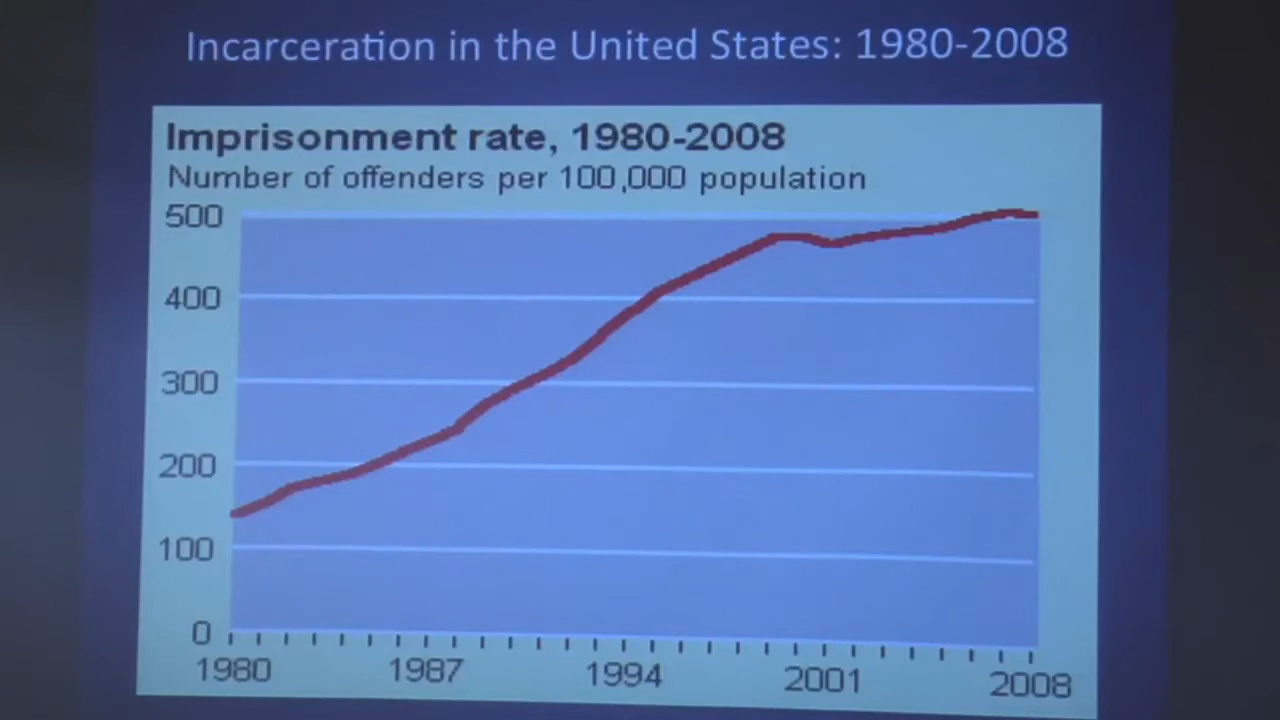 Incarceration in the United States: 1980-2008
Imprisonment rate, 1980-2008
Number of offenders per 100,000 population
500
400
300
200
100
0
1980 1987 1994 2001 2008